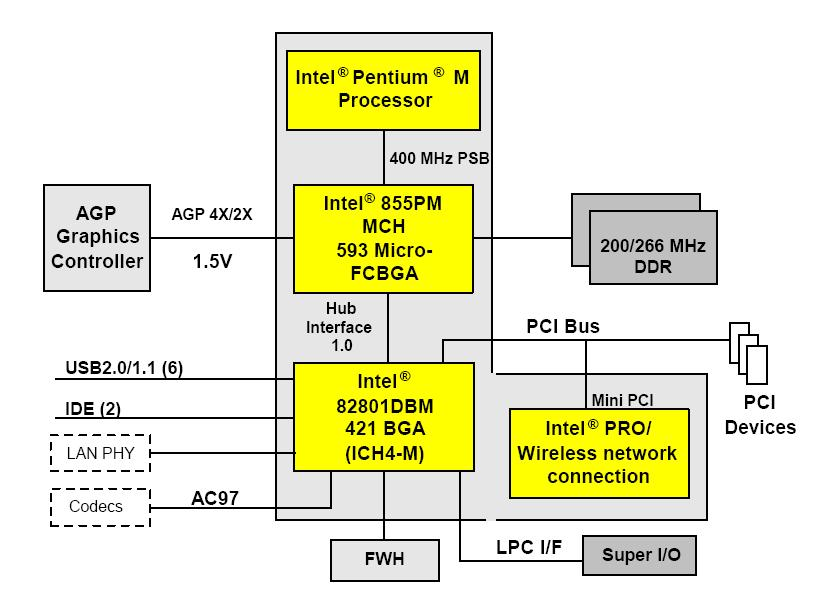 Intel® Pentium ® M
Processor
400 MHz PSB
AGP
Graphics
Controller
AGP 4X/2X
1.5V
Intel® 855PM
MCH
593 Micro-
FCBGA
200/266 MHz
DDR
Hub
Interface
1.0
PCI Bus
USB2.0/1.1 (6)
IDE (2)
LAN PHY
Codecs
AC97
Intel®
82801DBM
421 BGA
(ICH4-M)
Mini PCI
Intel® PRO/
Wireless network
connection
PCI
Devices
FWH
LPC I/F
Super I/O